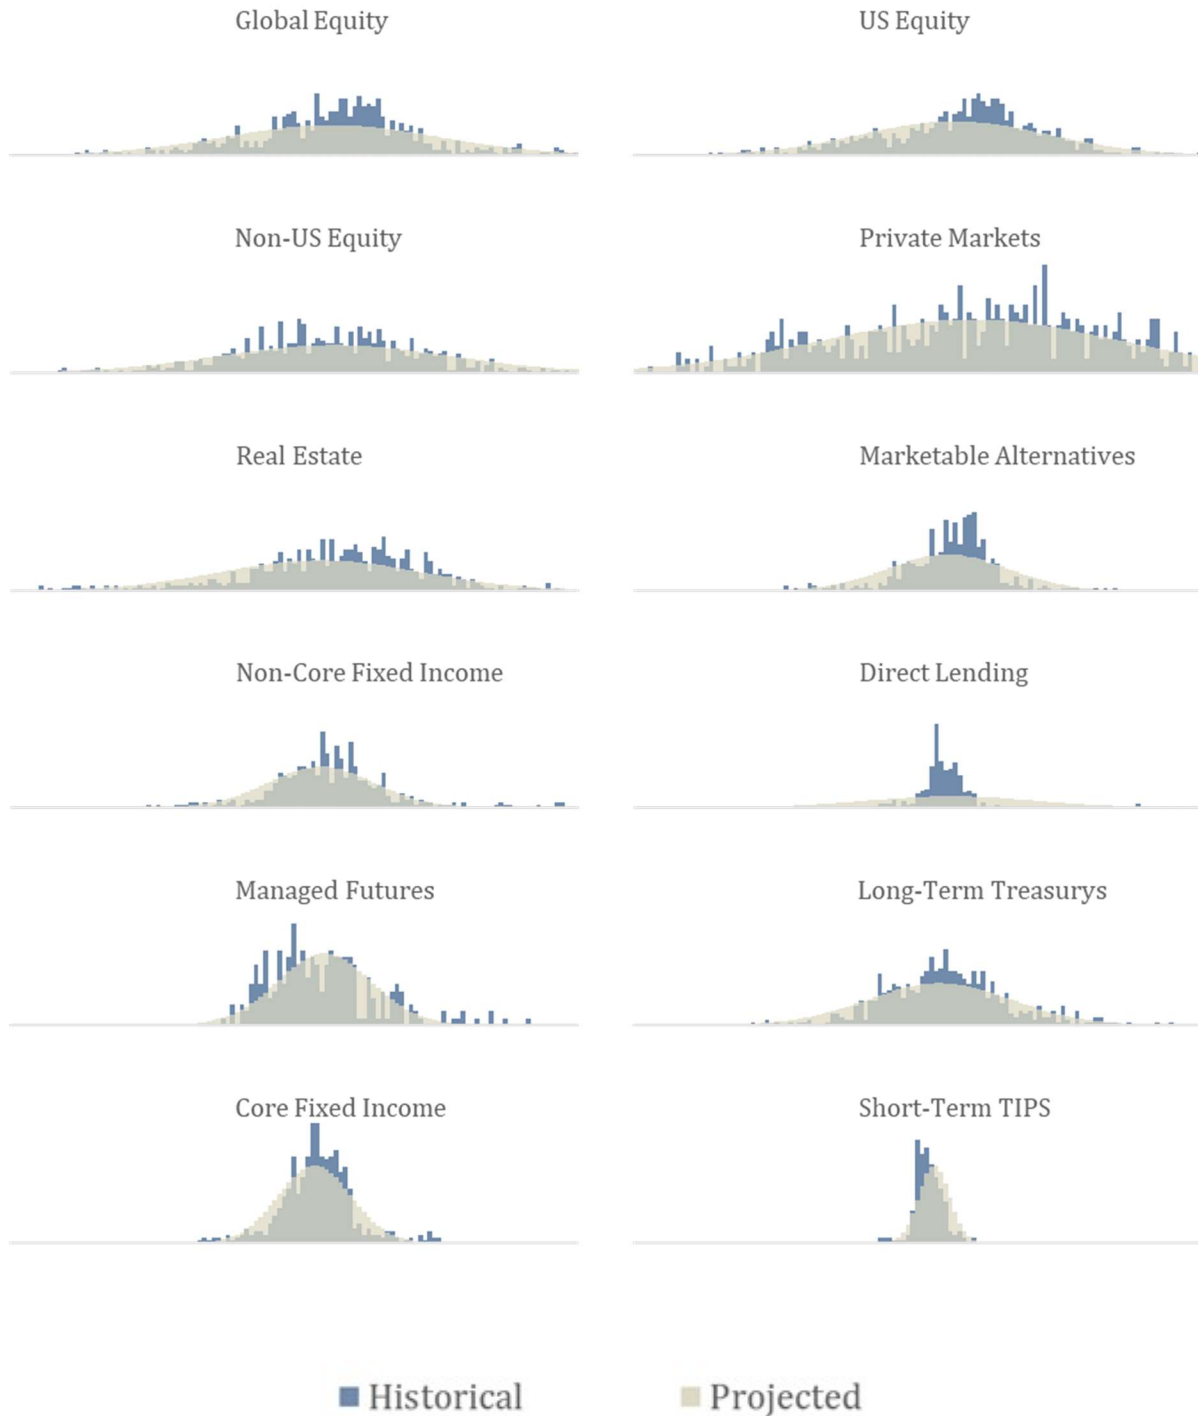 Global Equity
US Equity
Non-US Equity
Private Markets
Real Estate
Marketable Alternatives
Non-Core Fixed Income
Direct Lending
Managed Futures
Long-Term Treasurys
Core Fixed Income
Short-Term TIPS
Historical
Projected